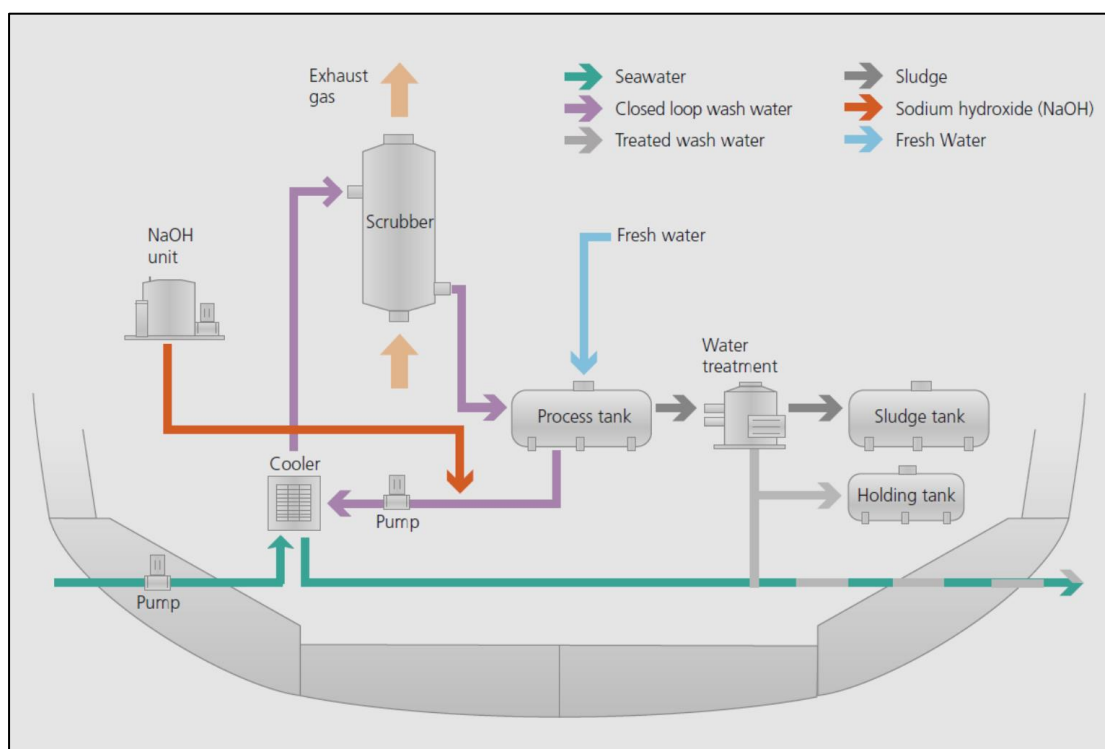 Exhaust
gas
Seawater
Closed loop wash water
Treated wash water
Sludge
Sodium hydroxide (NaOH)
Fresh Water
Scrubber
NaOH
unit
Fresh water
Water
treatment
Process tank
Sludge tank
Cooler
Holding tank
Pump
Pump